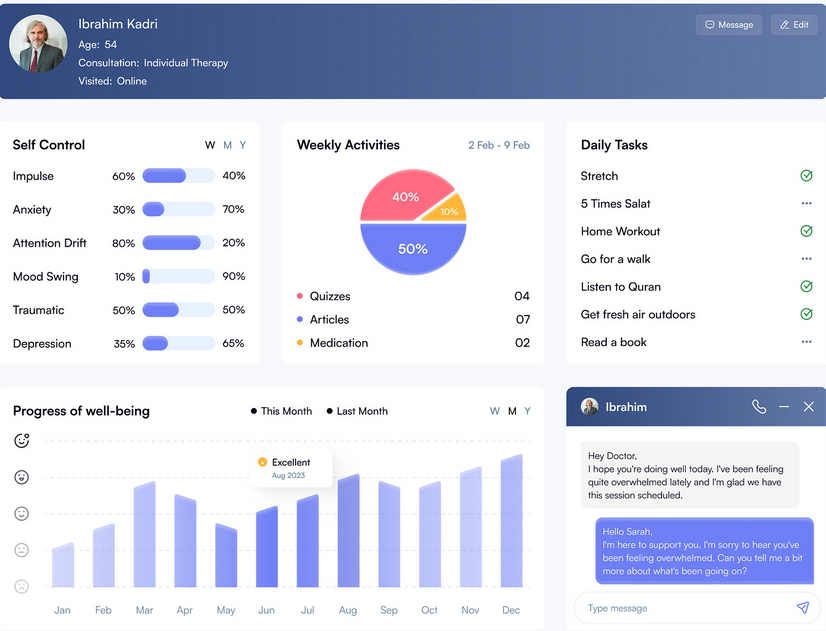 Ibrahim Kadri
Age: 54
Consultation: Individual Therapy
Visited: Online
Message
Edit
Self Control
W M Y
Impulse 60% 40%
Anxiety 30% 70%
Attention Drift 80% 20%
Mood Swing 10% 90%
Traumatic 50% 50%
Depression 35% 65%
Weekly Activities
2 Feb - 9 Feb
40%
10%
50%
Quizzes 04
Articles 07
Medication 02
Daily Tasks
Stretch
5 Times Salat
Home Workout
Go for a walk
Listen to Quran
Get fresh air outdoors
Read a book
Progress of well-being
This Month
Last Month
W M Y
Excellent
Aug 2023
Jan Feb Mar Apr May Jun Jul Aug Sep Oct Nov Dec
Ibrahim
Hey Doctor,
I hope you're doing well today. I've been feeling
quite overwhelmed lately and I'm glad we have
this session scheduled.
Hello Sarah,
I'm here to support you. I'm sorry to hear you've
been feeling overwhelmed. Can you tell me a bit
more about what's been going on?
Type message